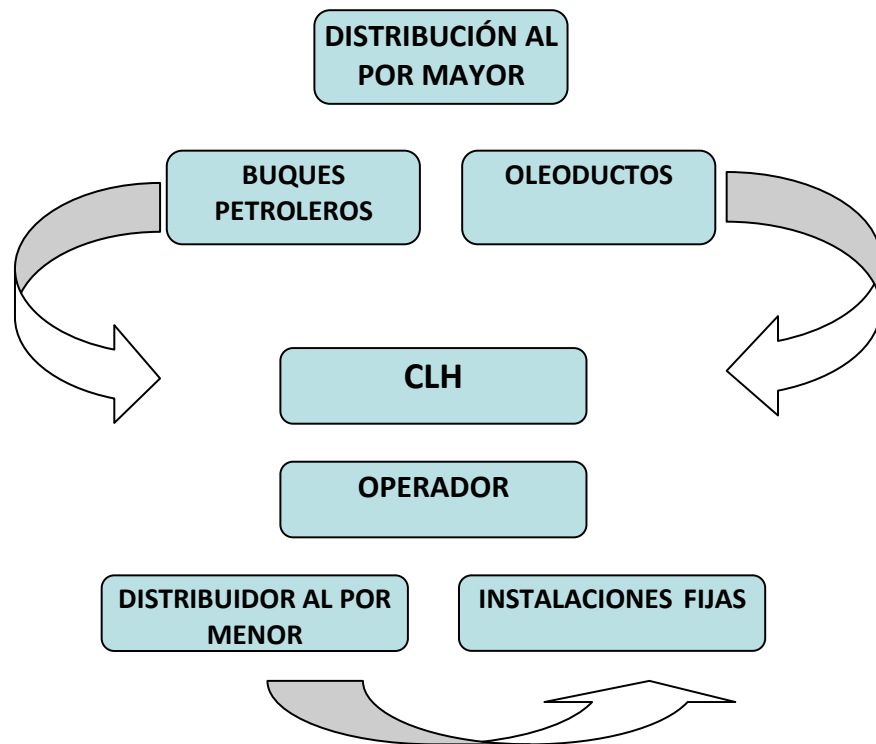 DISTRIBUCIÓN AL
POR MAYOR
BUQUES
PETROLEROS
OLEODUCTOS
CLH
OPERADOR
DISTRIBUIDOR AL POR
MENOR
INSTALACIONES FIJAS